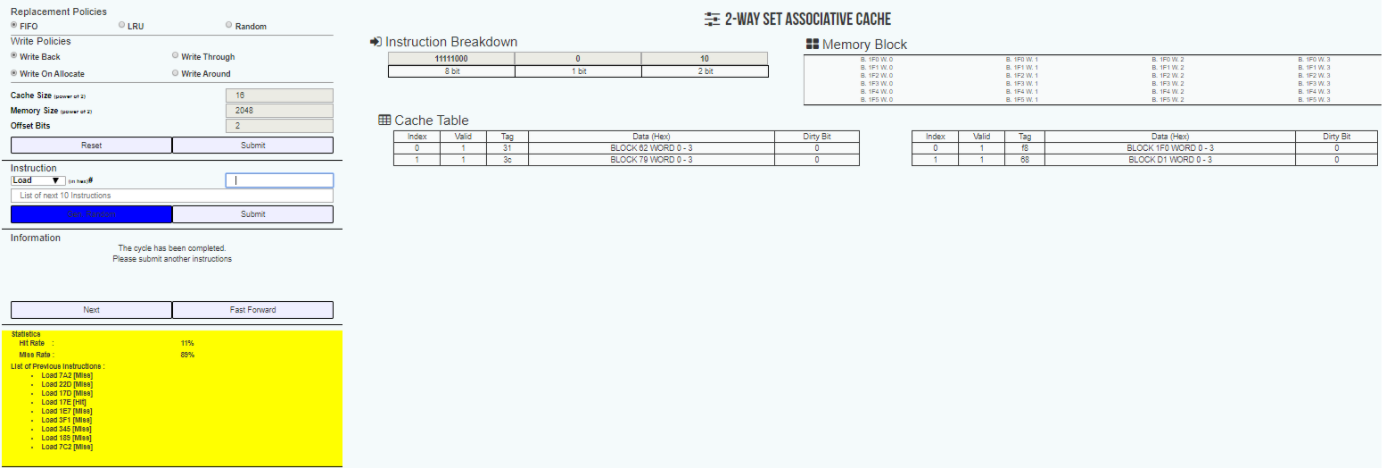 Replacement Policies
FIFO LRU Random
Write Policies
Write Back Write Through
Write On Allocate Write Around
Cache Size (power of 2) 16
Memory Size (power of 2) 2048
Offset Bits 2
Reset Submit
Instruction
Load ▼ (in hex)#
List of next 10 Instructions
Gen. Random Submit
Information
The cycle has been completed.
Please submit another instructions
Next Fast Forward
Statistics
Hit Rate : 11%
Miss Rate : 89%
List of Previous Instructions :
Load 7A2 [Miss]
Load 22D [Miss]
Load 17D [Miss]
Load 17E [Hit]
Load 1E7 [Miss]
Load 3F1 [Miss]
Load 345 [Miss]
Load 189 [Miss]
Load 7C2 [Miss]
2-WAY SET ASSOCIATIVE CACHE
Instruction Breakdown
11111000 0 10
8 bit 1 bit 2 bit
Memory Block
B. 1F0 W. 0 B. 1F0 W. 1 B. 1F0 W. 2 B. 1F0 W. 3
B. 1F1 W. 0 B. 1F1 W. 1 B. 1F1 W. 2 B. 1F1 W. 3
B. 1F2 W. 0 B. 1F2 W. 1 B. 1F2 W. 2 B. 1F2 W. 3
B. 1F3 W. 0 B. 1F3 W. 1 B. 1F3 W. 2 B. 1F3 W. 3
B. 1F4 W. 0 B. 1F4 W. 1 B. 1F4 W. 2 B. 1F4 W. 3
B. 1F5 W. 0 B. 1F5 W. 1 B. 1F5 W. 2 B. 1F5 W. 3
Cache Table
Index Valid Tag Data (Hex) Dirty Bit
0 1 31 BLOCK 62 WORD 0 - 3 0
1 1 3c BLOCK 79 WORD 0 - 3 0
Index Valid Tag Data (Hex) Dirty Bit
0 1 f8 BLOCK 1F0 WORD 0 - 3 0
1 1 68 BLOCK D1 WORD 0 - 3 0